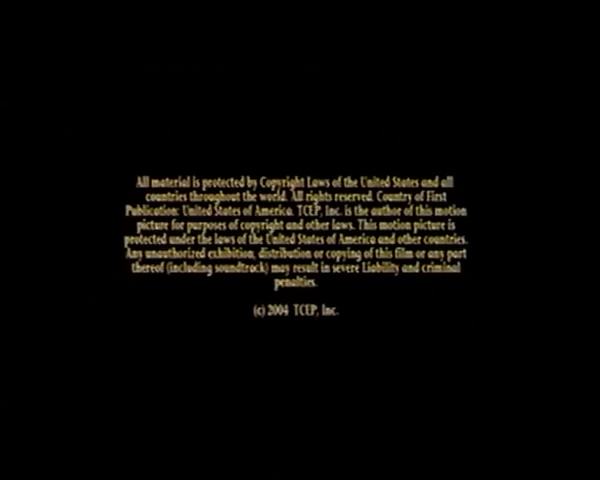 All material is protected by Copyright Laws of the United States and all
countries throughout the world. All rights reserved. Country of First
Publication: United States of America. TCEP, Inc. is the author of this motion
picture for purposes of copyright and other laws. This motion picture is
protected under the laws of the United States of America and other countries.
Any unauthorized exhibition, distribution or copying of this film or any part
thereof (including soundtrack) may result in severe Liability and criminal
penalties.
(c) 2004 TCEP, Inc.